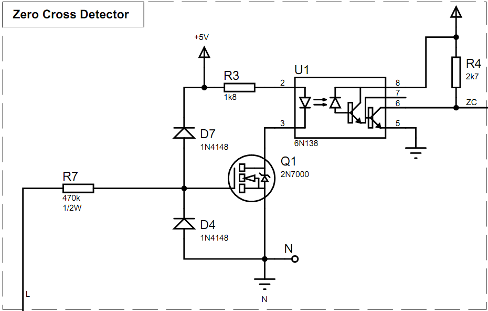 Zero Cross Detector
+5V
R3
1k8
U1
2
3
8
7
6
5
6N138
R4
2k7
ZC
D7
1N4148
Q1
2N7000
R7
470k
1/2W
D4
1N4148
N
N
L